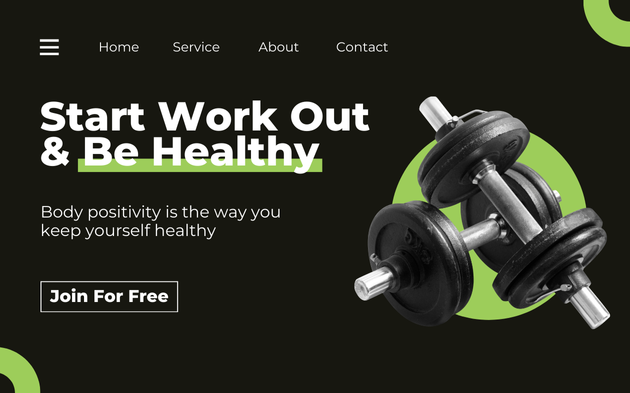 Home Service About Contact
Start Work Out
& Be Healthy
Body positivity is the way you
keep yourself healthy
Join For Free